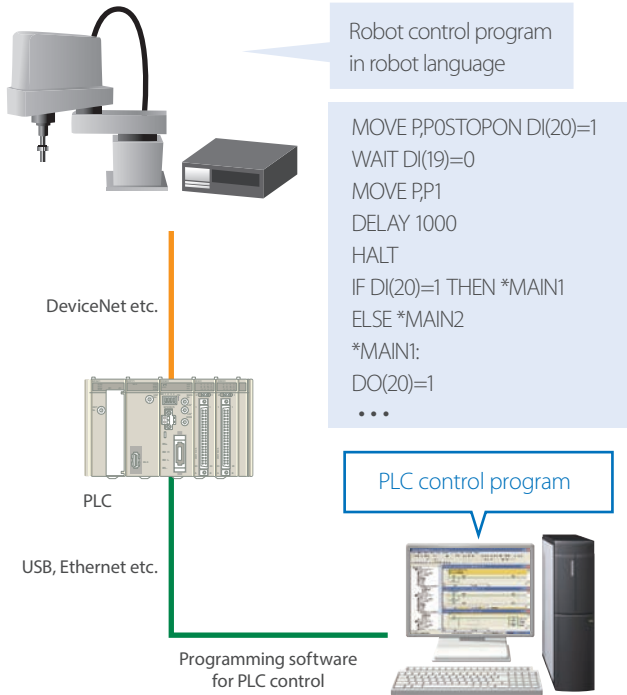 Robot control program
in robot language
MOVE P,P0STOPON DI(20)=1
WAIT DI(19)=0
MOVE P,P1
DELAY 1000
HALT
IF DI(20)=1 THEN *MAIN1
ELSE *MAIN2
*MAIN1:
DO(20)=1
• • •
DeviceNet etc.
PLC
PLC control program
USB, Ethernet etc.
Programming software
for PLC control